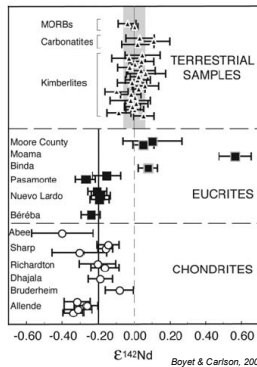 MORBs
Carbonatites
TERRESTRIAL
SAMPLES
Kimberlites
Moore County
Moama
Binda
Pasamonte
Nuevo Lardo
Béréba
EUCRITES
Abee
Sharp
Richardton
Dhajala
Bruderheim
Allende
CHONDRITES
-0.60 -0.40 -0.20 0.00 0.20 0.40 0.60
ε¹⁴²Nd
Boyet & Carlson, 200